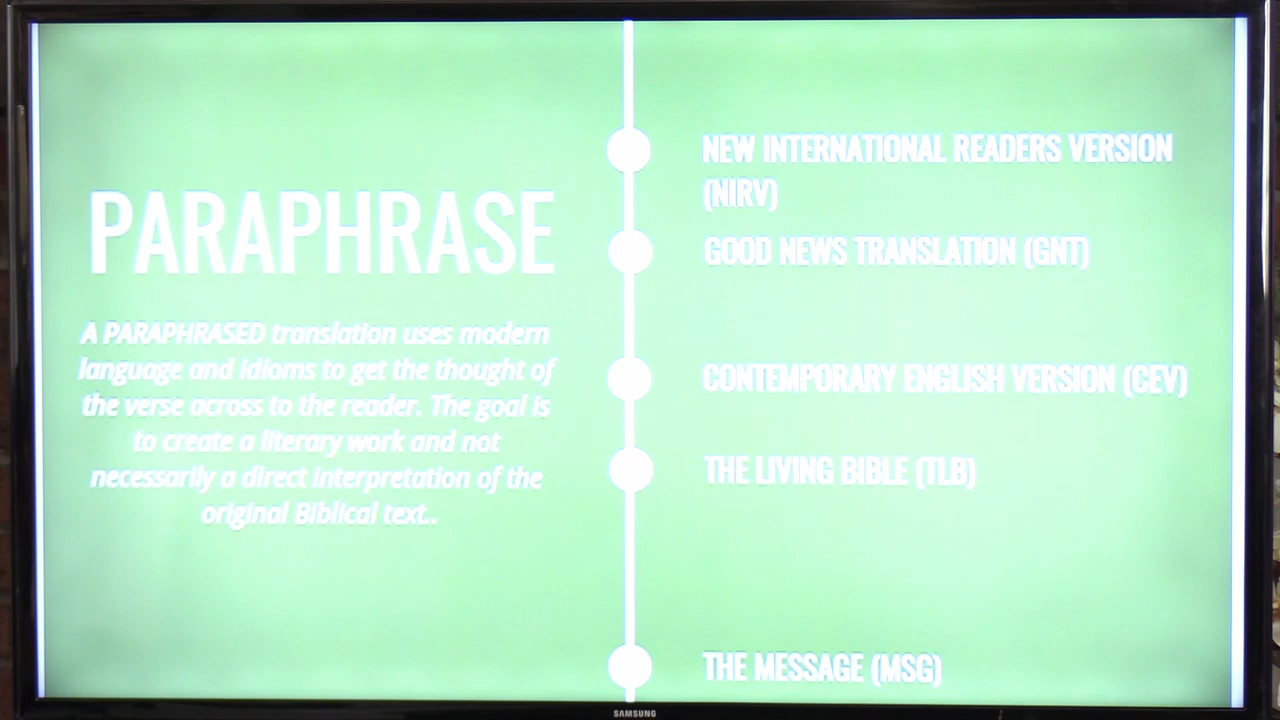 PARAPHRASE
A PARAPHRASED translation uses modern
language and idioms to get the thought of
the verse across to the reader. The goal is
to create a literary work and not
necessarily a direct interpretation of the
original Biblical text..
NEW INTERNATIONAL READERS VERSION
(NIRV)
GOOD NEWS TRANSLATION (GNT)
CONTEMPORARY ENGLISH VERSION (CEV)
THE LIVING BIBLE (TLB)
THE MESSAGE (MSG)
SAMSUNG